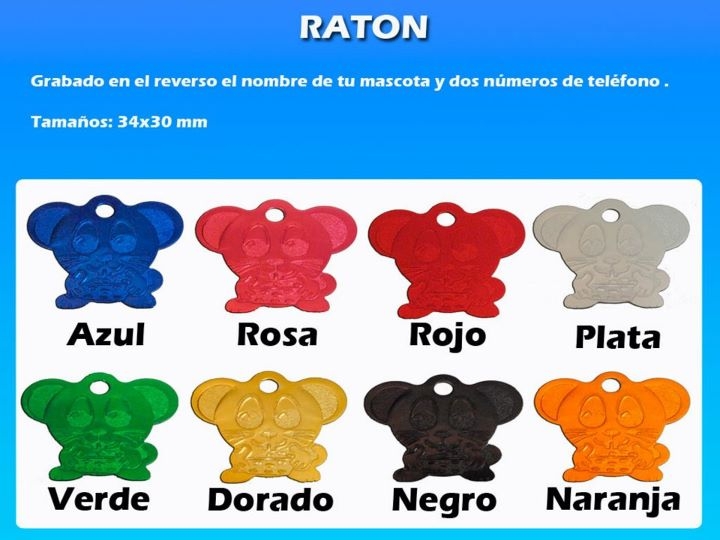 RATON
Grabado en el reverso el nombre de tu mascota y dos números de teléfono .
Tamaños: 34x30 mm
Azul
Rosa
Rojo
Plata
Verde
Dorado
Negro
Naranja